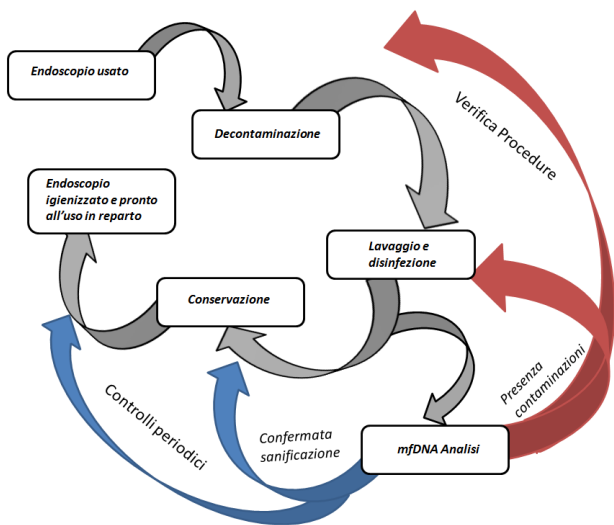 Endoscopio usato
Decontaminazione
Verifica Procedure
Endoscopio
igienizzato e pronto
all'uso in reparto
Lavaggio e
disinfezione
Conservazione
Presenza
contaminazioni
Controlli periodici
Confermata
sanificazione
mfDNA Analisi